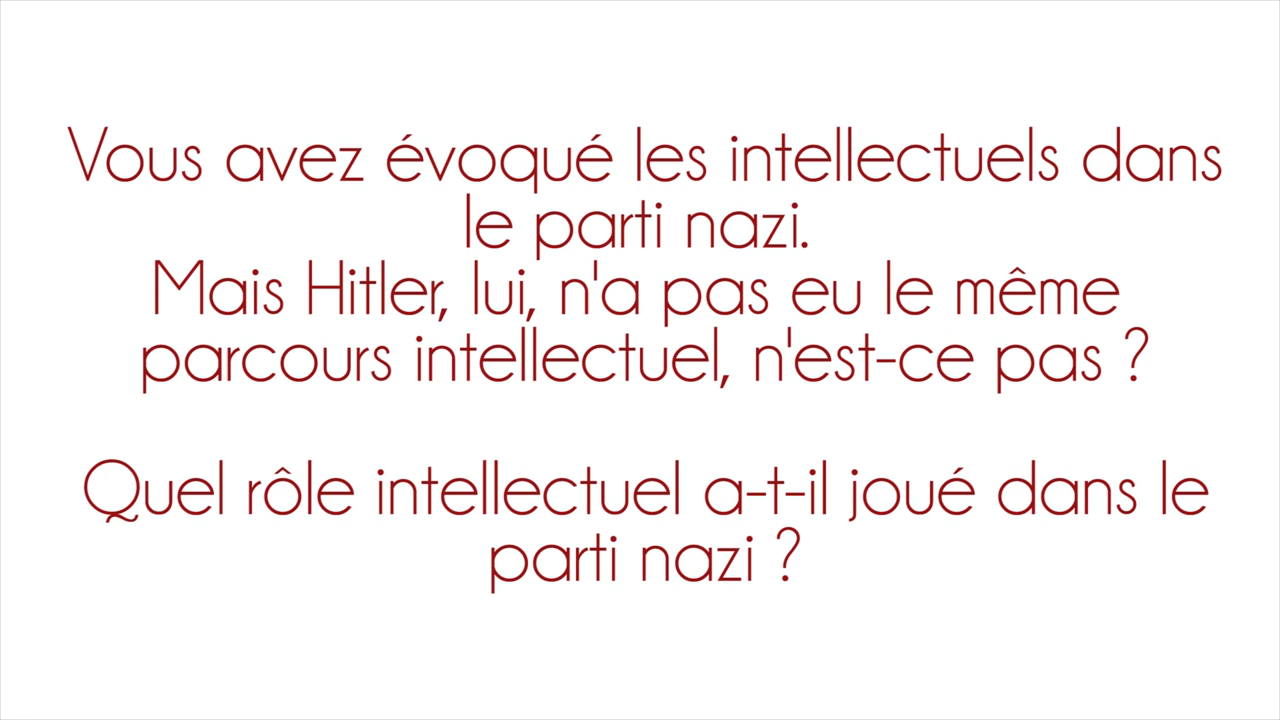 Vous avez évoqué les intellectuels dans
le parti nazi.
Mais Hitler, lui, n'a pas eu le même
parcours intellectuel, n'est-ce pas ?
Quel rôle intellectuel a-t-il joué dans le
parti nazi ?